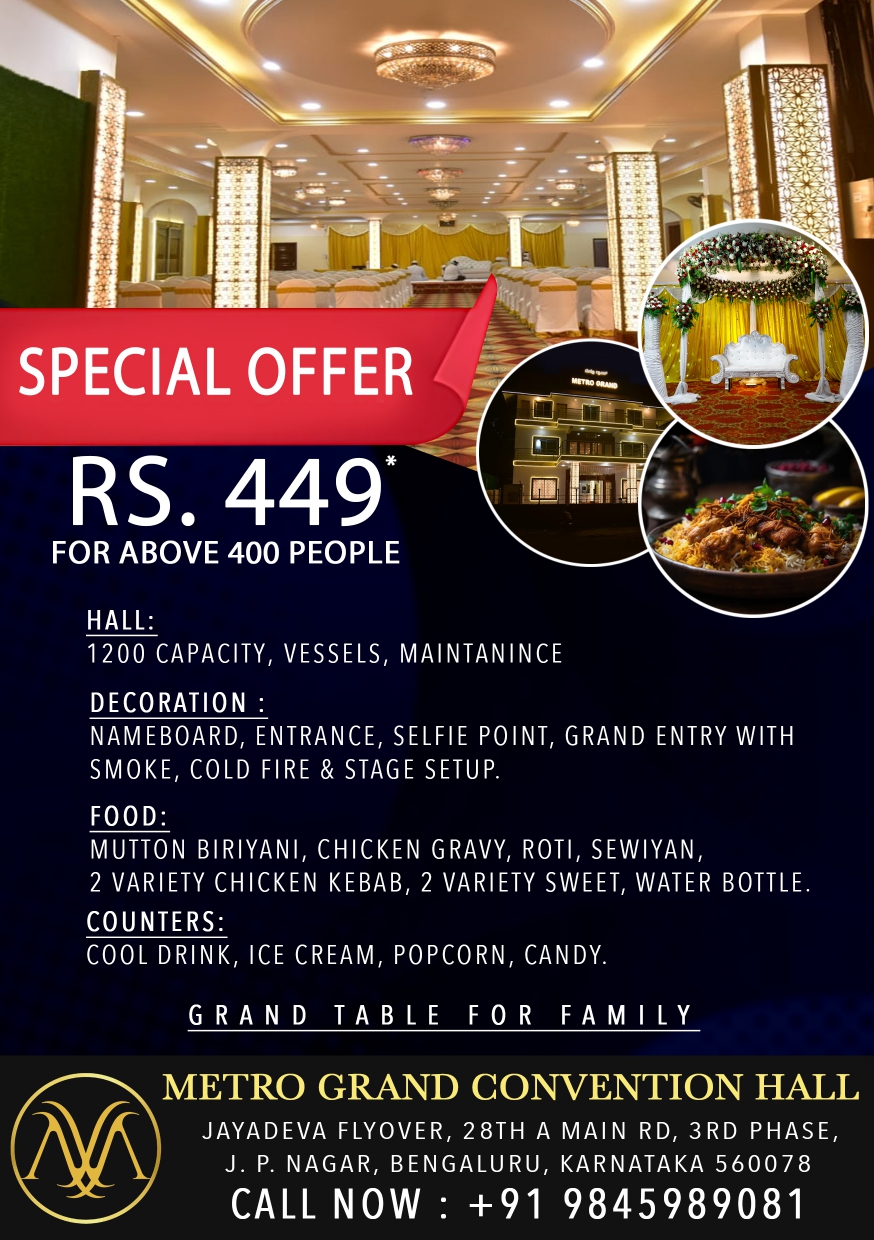 METRO GRAND
SPECIAL OFFER
RS. 449*
FOR ABOVE 400 PEOPLE
HALL:
1200 CAPACITY, VESSELS, MAINTANINCE
DECORATION :
NAMEBOARD, ENTRANCE, SELFIE POINT, GRAND ENTRY WITH
SMOKE, COLD FIRE & STAGE SETUP.
FOOD:
MUTTON BIRIYANI, CHICKEN GRAVY, ROTI, SEWIYAN,
2 VARIETY CHICKEN KEBAB, 2 VARIETY SWEET, WATER BOTTLE.
COUNTERS:
COOL DRINK, ICE CREAM, POPCORN, CANDY.
GRAND TABLE FOR FAMILY
METRO GRAND CONVENTION HALL
JAYADEVA FLYOVER, 28TH A MAIN RD, 3RD PHASE,
J. P. NAGAR, BENGALURU, KARNATAKA 560078
CALL NOW : +91 9845989081